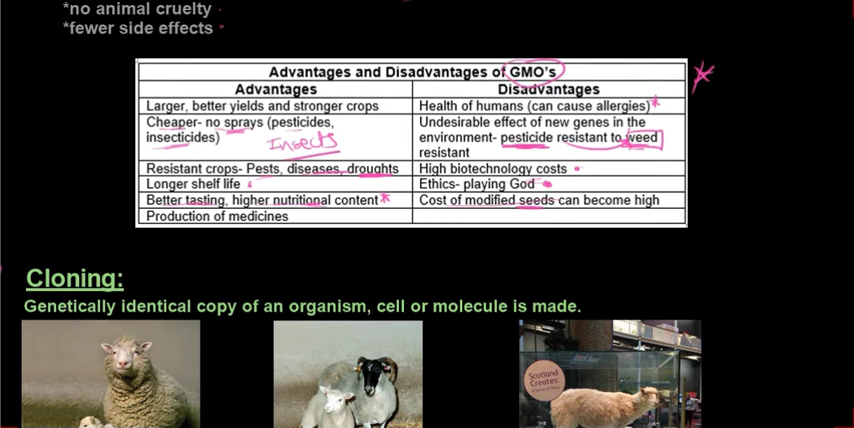 *no animal cruelty
*fewer side effects
Advantages and Disadvantages of GMO's
Advantages
Disadvantages
Larger, better yields and stronger crops
Health of humans (can cause allergies)*
Cheaper- no sprays (pesticides,
insecticides)
Insects
Undesirable effect of new genes in the
environment- pesticide resistant to weed
resistant
Resistant crops- Pests, diseases, droughts
High biotechnology costs
Longer shelf life
Ethics- playing God
Better tasting, higher nutritional content*
Cost of modified seeds can become high
Production of medicines
Cloning:
Genetically identical copy of an organism, cell or molecule is made.
Scotland
Creates: